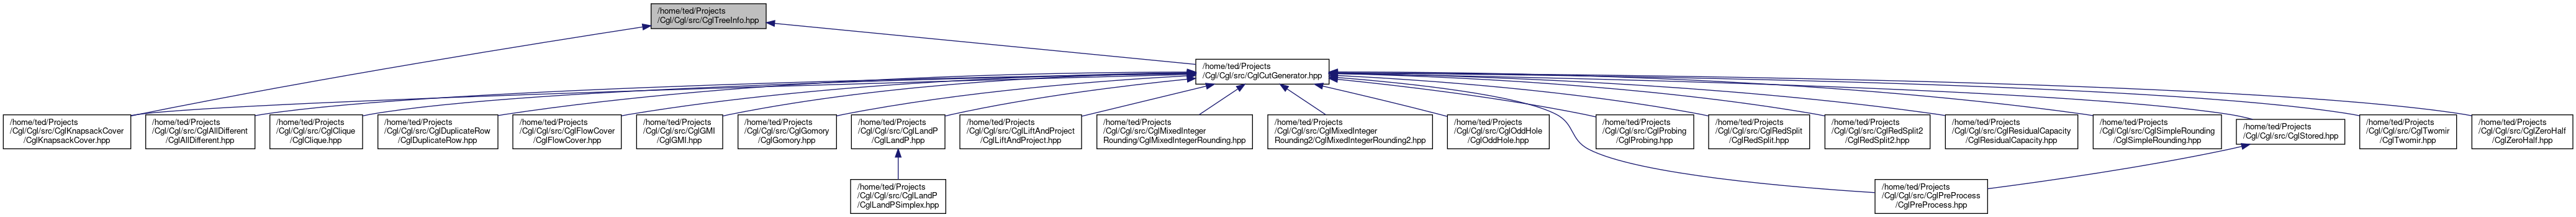 /home/ted/Projects
/Cgl/Cgl/src/CglTreeInfo.hpp
/home/ted/Projects
/Cgl/Cgl/src/CglCutGenerator.hpp
/home/ted/Projects
/Cgl/Cgl/src/CglKnapsackCover
/CglKnapsackCover.hpp
/home/ted/Projects
/Cgl/Cgl/src/CglAllDifferent
/CglAllDifferent.hpp
/home/ted/Projects
/Cgl/Cgl/src/CglClique
/CglClique.hpp
/home/ted/Projects
/Cgl/Cgl/src/CglDuplicateRow
/CglDuplicateRow.hpp
/home/ted/Projects
/Cgl/Cgl/src/CglFlowCover
/CglFlowCover.hpp
/home/ted/Projects
/Cgl/Cgl/src/CglGMI
/CglGMI.hpp
/home/ted/Projects
/Cgl/Cgl/src/CglGomory
/CglGomory.hpp
/home/ted/Projects
/Cgl/Cgl/src/CglLandP
/CglLandP.hpp
/home/ted/Projects
/Cgl/Cgl/src/CglLiftAndProject
/CglLiftAndProject.hpp
/home/ted/Projects
/Cgl/Cgl/src/CglMixedInteger
Rounding/CglMixedIntegerRounding.hpp
/home/ted/Projects
/Cgl/Cgl/src/CglMixedInteger
Rounding2/CglMixedIntegerRounding2.hpp
/home/ted/Projects
/Cgl/Cgl/src/CglOddHole
/CglOddHole.hpp
/home/ted/Projects
/Cgl/Cgl/src/CglProbing
/CglProbing.hpp
/home/ted/Projects
/Cgl/Cgl/src/CglRedSplit
/CglRedSplit.hpp
/home/ted/Projects
/Cgl/Cgl/src/CglRedSplit2
/CglRedSplit2.hpp
/home/ted/Projects
/Cgl/Cgl/src/CglResidualCapacity
/CglResidualCapacity.hpp
/home/ted/Projects
/Cgl/Cgl/src/CglSimpleRounding
/CglSimpleRounding.hpp
/home/ted/Projects
/Cgl/Cgl/src/CglStored.hpp
/home/ted/Projects
/Cgl/Cgl/src/CglTwomir
/CglTwomir.hpp
/home/ted/Projects
/Cgl/Cgl/src/CglZeroHalf
/CglZeroHalf.hpp
/home/ted/Projects
/Cgl/Cgl/src/CglLandP
/CglLandPSimplex.hpp
/home/ted/Projects
/Cgl/Cgl/src/CglPreProcess
/CglPreProcess.hpp